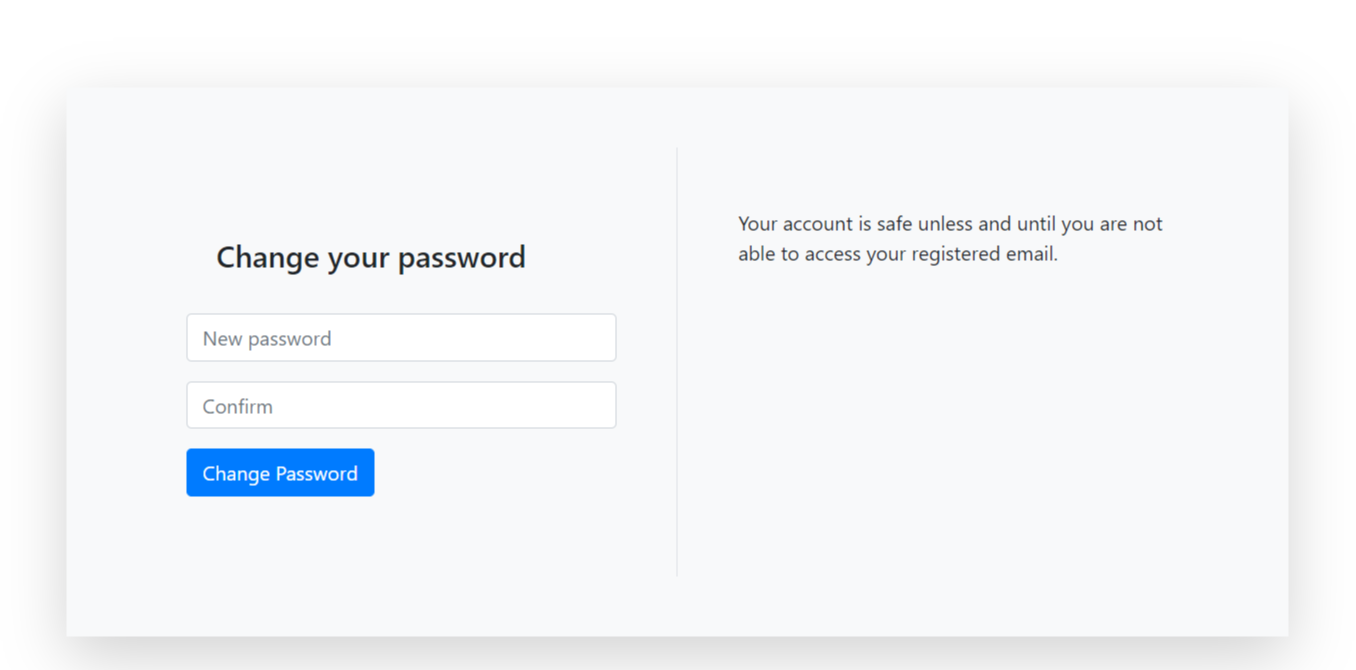 Change your password
New password
Confirm
Change Password
Your account is safe unless and until you are not
able to access your registered email.